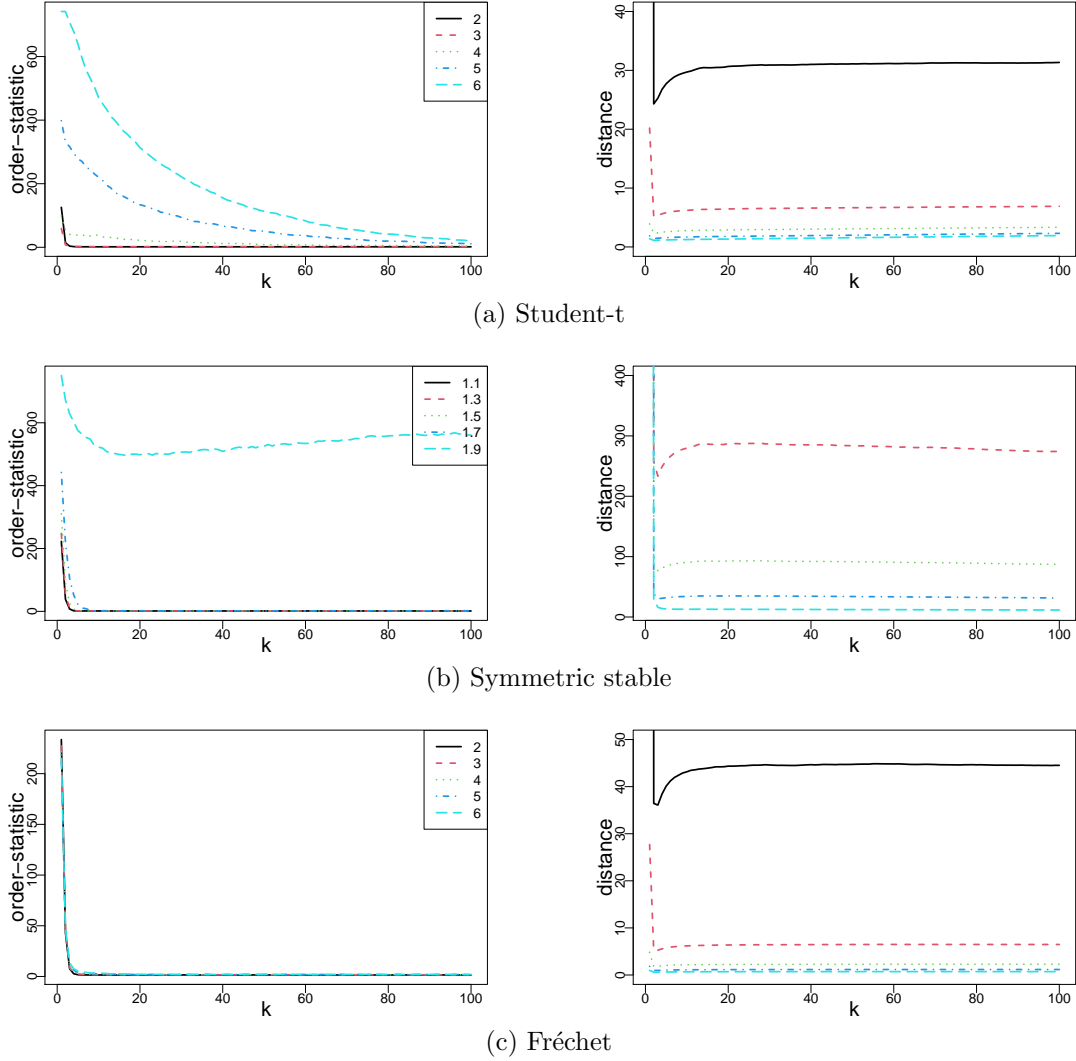 order−statistic
0 200 400 600
0 20 40 60 80 100
k
2
3
4
5
6
distance
0 10 20 30 40
0 20 40 60 80 100
k
(a) Student-t
order−statistic
0 200 400 600
0 20 40 60 80 100
k
1.1
1.3
1.5
1.7
1.9
distance
0 100 200 300 400
0 20 40 60 80 100
k
(b) Symmetric stable
order−statistic
0 50 100 150 200
0 20 40 60 80 100
k
2
3
4
5
6
distance
0 10 20 30 40 50
0 20 40 60 80 100
k
(c) Fréchet